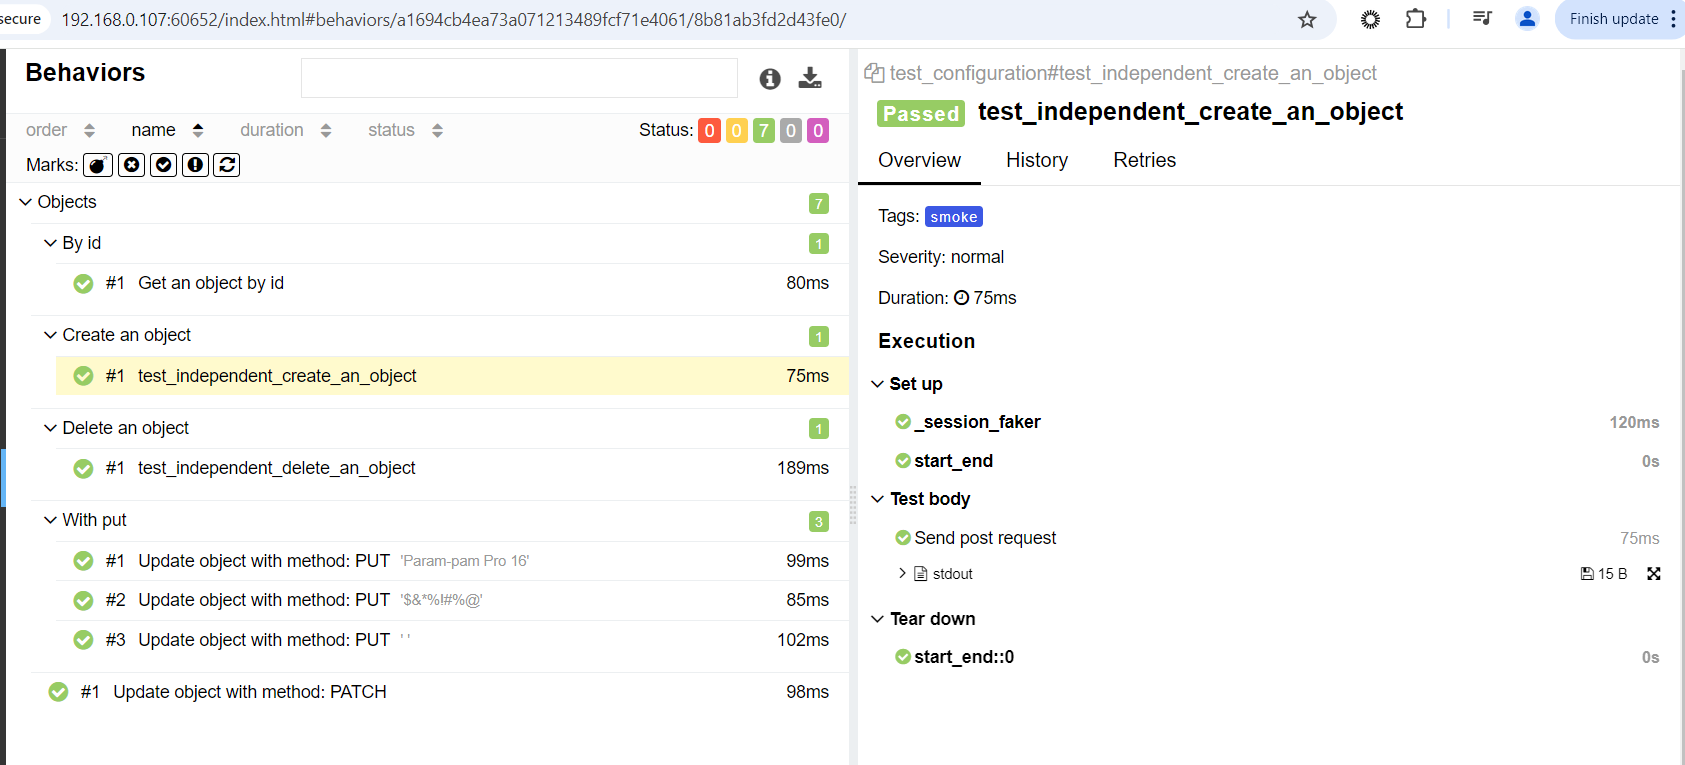 secure 192.168.0.107:60652/index.html#behaviors/a1694cb4ea73a071213489fcf71e4061/8b81ab3fd2d43fe0/ Finish update
Behaviors
order name duration status Status: 0 0 7 0 0
Marks:
Objects 7
By id 1
#1 Get an object by id 80ms
Create an object 1
#1 test_independent_create_an_object 75ms
Delete an object 1
#1 test_independent_delete_an_object 189ms
With put 3
#1 Update object with method: PUT 'Param-pam Pro 16' 99ms
#2 Update object with method: PUT '$&*%!#%@' 85ms
#3 Update object with method: PUT ' ' 102ms
#1 Update object with method: PATCH 98ms
test_configuration#test_independent_create_an_object
Passed test_independent_create_an_object
Overview History Retries
Tags: smoke
Severity: normal
Duration: 75ms
Execution
Set up
_session_faker 120ms
start_end 0s
Test body
Send post request 75ms
stdout 15 B
Tear down
start_end::0 0s